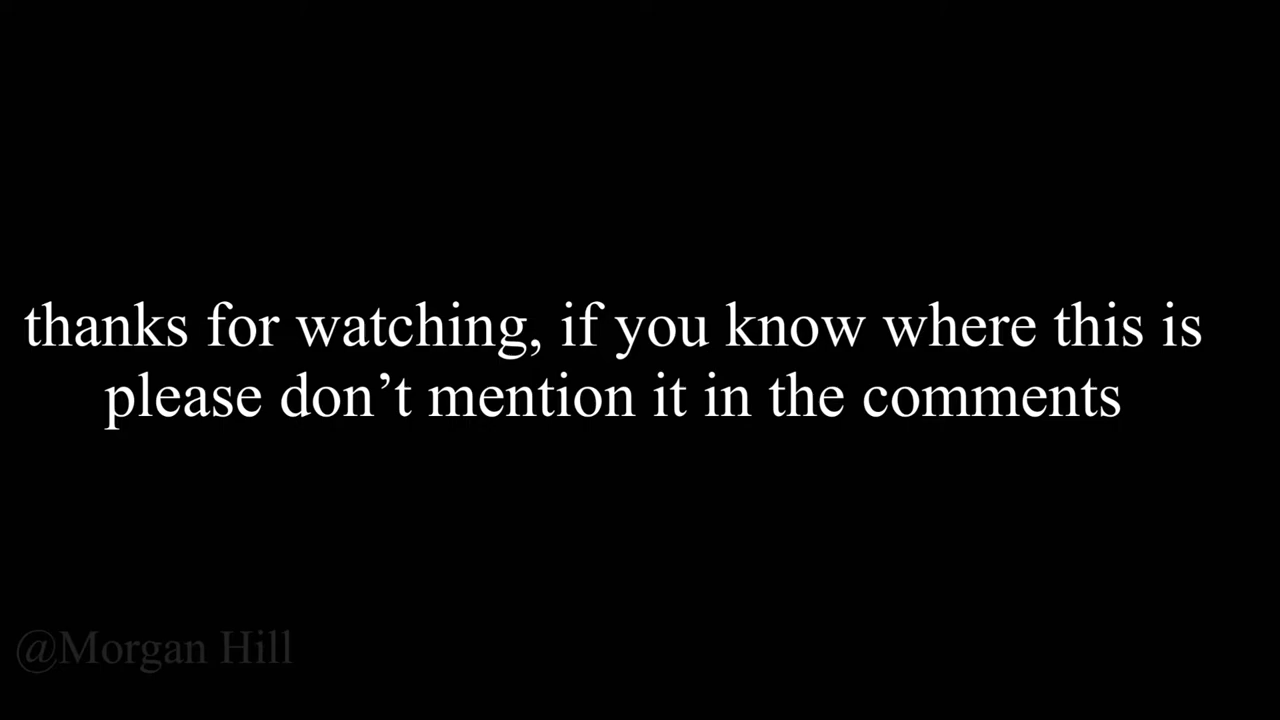 thanks for watching, if you know where this is
please don’t mention it in the comments
@Morgan Hill